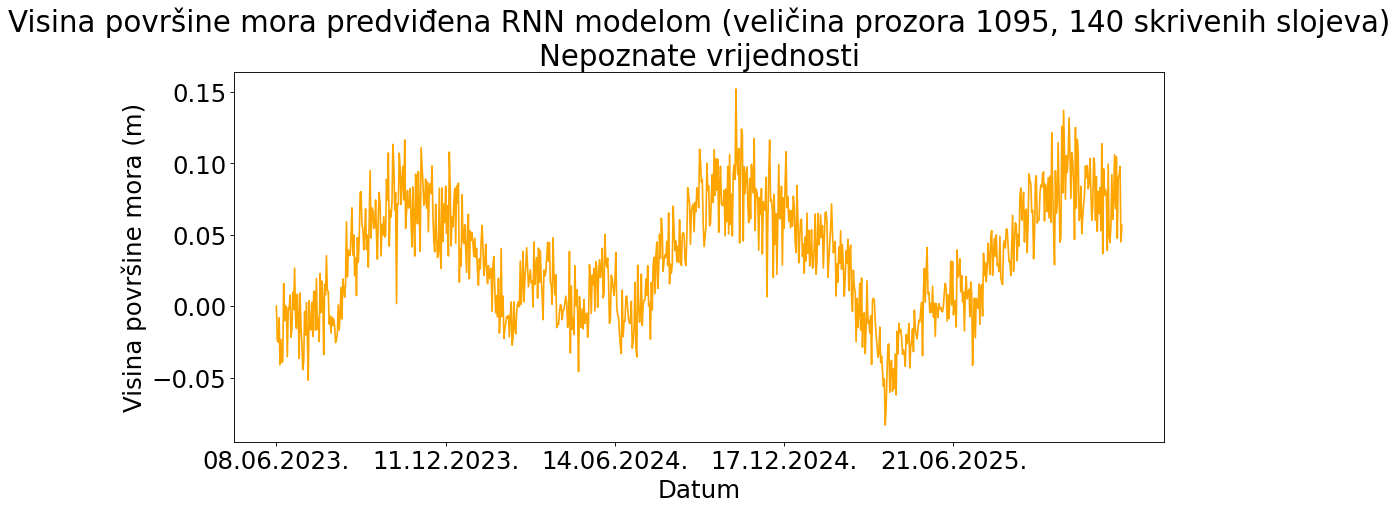 Visina površine mora predviđena RNN modelom (veličina prozora 1095, 140 skrivenih slojeva)
Nepoznate vrijednosti
Visina površine mora (m)
0.15
0.10
0.05
0.00
−0.05
08.06.2023.
11.12.2023.
14.06.2024.
17.12.2024.
21.06.2025.
Datum